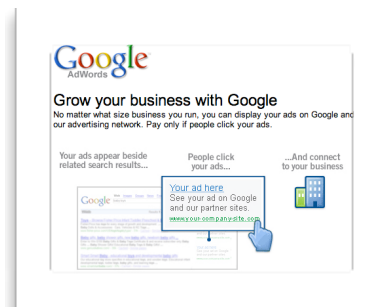 Google
AdWords
Grow your business with Google
No matter what size business you run, you can display your ads on Google and
our advertising network. Pay only if people click your ads.
Your ads appear beside
related search results...
People click
your ads...
...And connect
to your business
Google
Your ad here
See your ad on Google
and our partner sites.
www.your-company-site.com